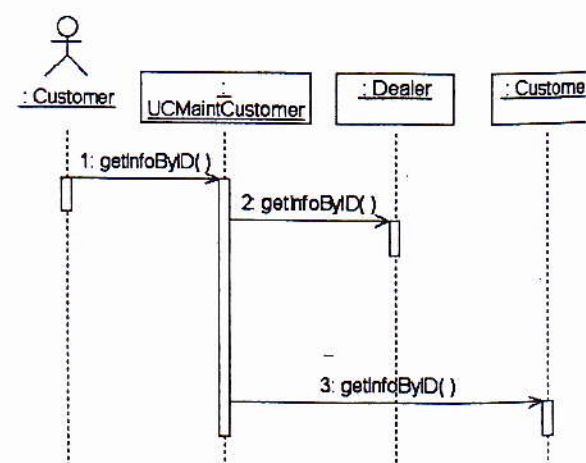 : Customer
:
UCMaintCustomer
: Dealer
: Custome
1: getInfoByID( )
2: getInfoByID( )
3: getInfoByID( )